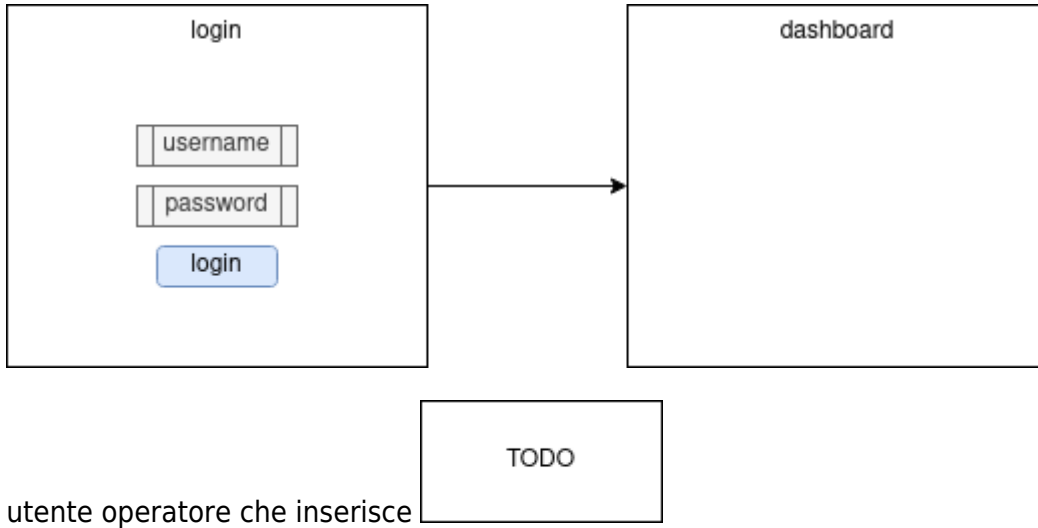 login
dashboard
username
password
login
TODO
utente operatore che inserisce